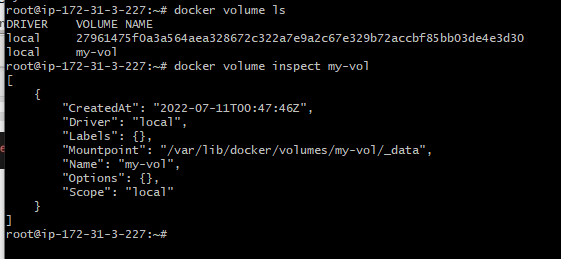 root@ip-172-31-3-227:~# docker volume ls
DRIVER    VOLUME NAME
local     27961475f0a3a564aea328672c322a7e9a2c67e329b72accbf85bb03de4e3d30
local     my-vol
root@ip-172-31-3-227:~# docker volume inspect my-vol
[
    {
        "CreatedAt": "2022-07-11T00:47:46Z",
        "Driver": "local",
        "Labels": {},
        "Mountpoint": "/var/lib/docker/volumes/my-vol/_data",
        "Name": "my-vol",
        "Options": {},
        "Scope": "local"
    }
]
root@ip-172-31-3-227:~#